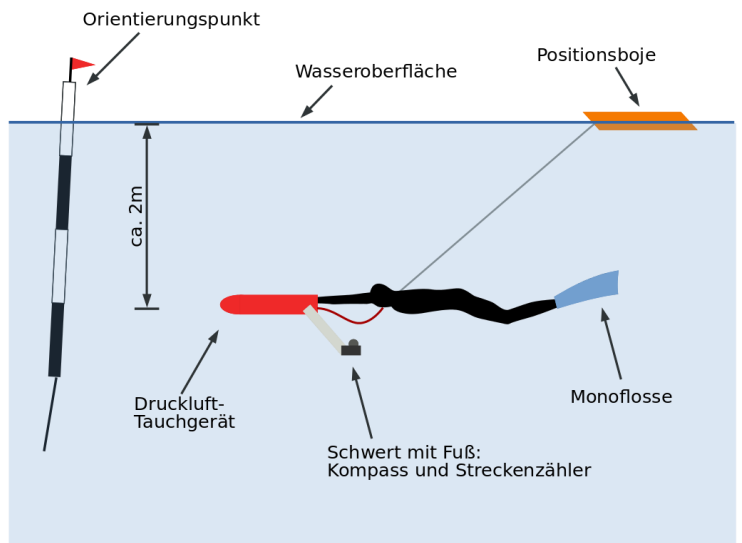 Orientierungspunkt
Positionsboje
Wasseroberfläche
ca. 2m
Monoflosse
Druckluft-
Tauchgerät
Schwert mit Fuß:
Kompass und Streckenzähler